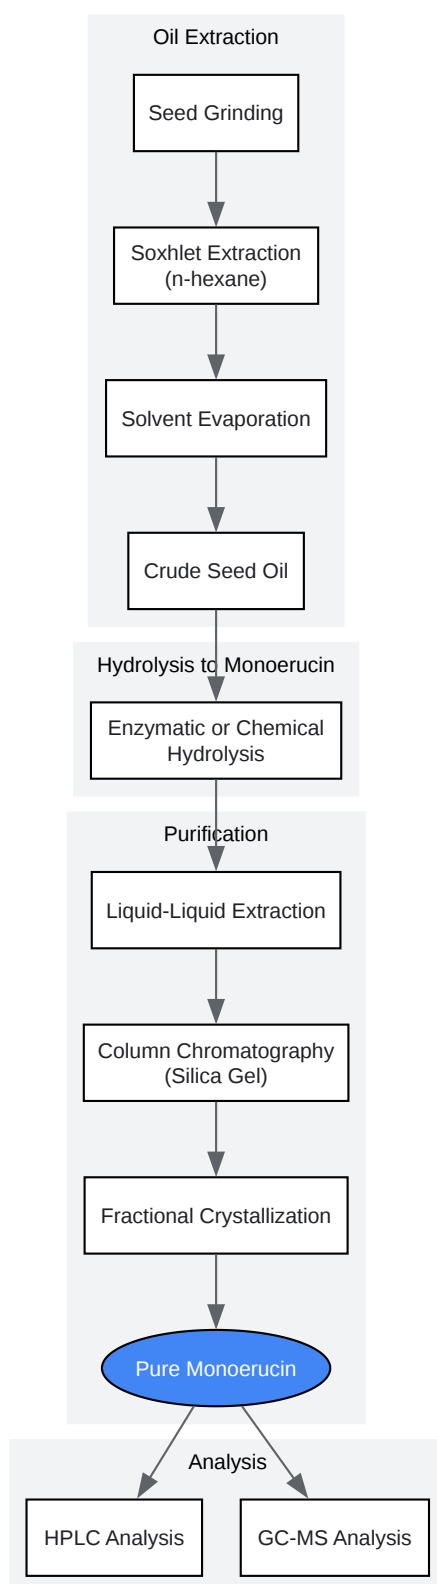 Oil Extraction
Seed Grinding
Soxhlet Extraction
(n-hexane)
Solvent Evaporation
Crude Seed Oil
Hydrolysis to Monoerucin
Enzymatic or Chemical
Hydrolysis
Purification
Liquid-Liquid Extraction
Column Chromatography
(Silica Gel)
Fractional Crystallization
Pure Monoerucin
Analysis
HPLC Analysis
GC-MS Analysis